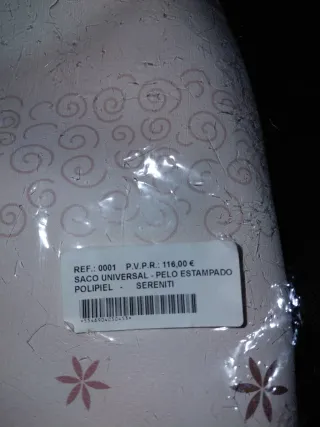 REF.: 0001 P.V.P.R.: 116,00 €
SACO UNIVERSAL - PELO ESTAMPADO
POLIPIEL - SERENITI